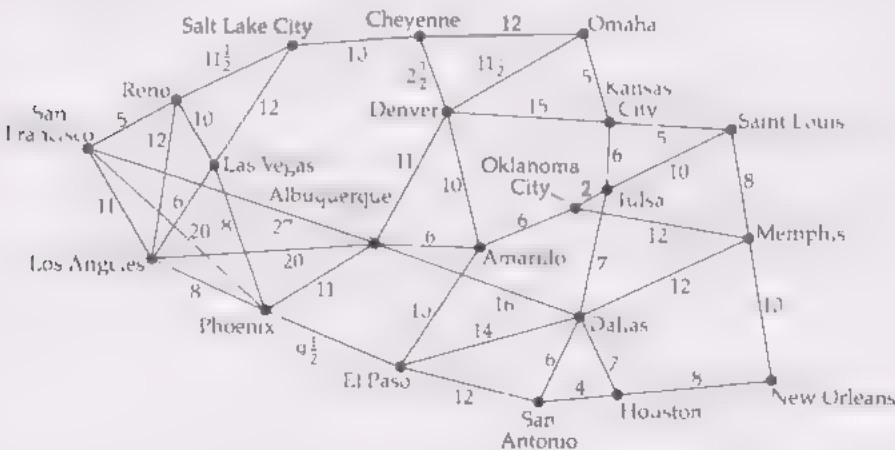 Salt Lake City
Cheyenne
12
Omaha
11½
10
2½
11½
5
Reno
Denver
15
Kansas
City
San
Francisco
5
12
10
12
5
Saint Louis
Las Vegas
11
10
Oklahoma
City
6
10
8
Albuquerque
2
Tulsa
11
6
20
8
27
6
6
12
Memphis
Los Angeles
20
Amarillo
7
8
11
16
12
Phoenix
14
Dallas
10
9½
El Paso
6
7
12
4
8
New Orleans
San
Antonio
Houston